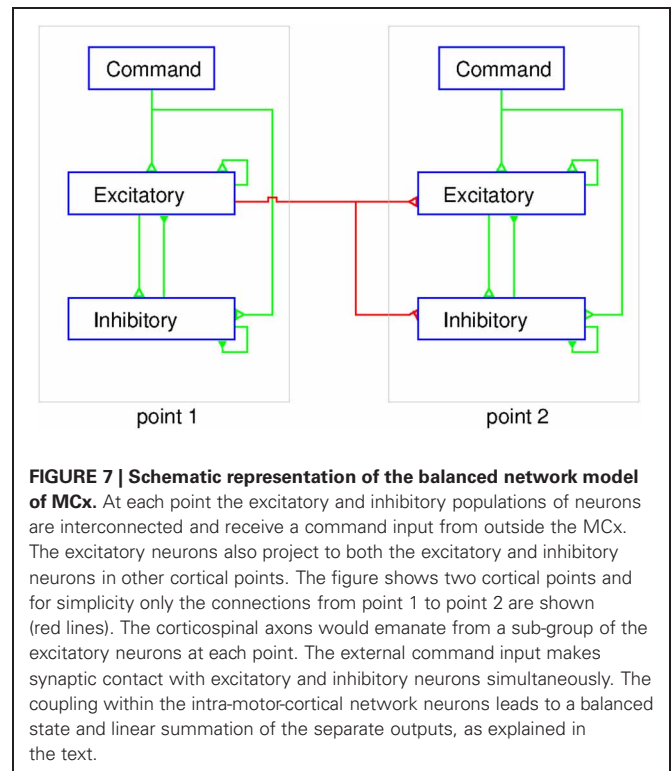 Command
Command
Excitatory
Excitatory
Inhibitory
Inhibitory
point 1
point 2
FIGURE 7 | Schematic representation of the balanced network model
of MCx. At each point the excitatory and inhibitory populations of neurons
are interconnected and receive a command input from outside the MCx.
The excitatory neurons also project to both the excitatory and inhibitory
neurons in other cortical points. The figure shows two cortical points and
for simplicity only the connections from point 1 to point 2 are shown
(red lines). The corticospinal axons would emanate from a sub-group of the
excitatory neurons at each point. The external command input makes
synaptic contact with excitatory and inhibitory neurons simultaneously. The
coupling within the intra-motor-cortical network neurons leads to a balanced
state and linear summation of the separate outputs, as explained in
the text.